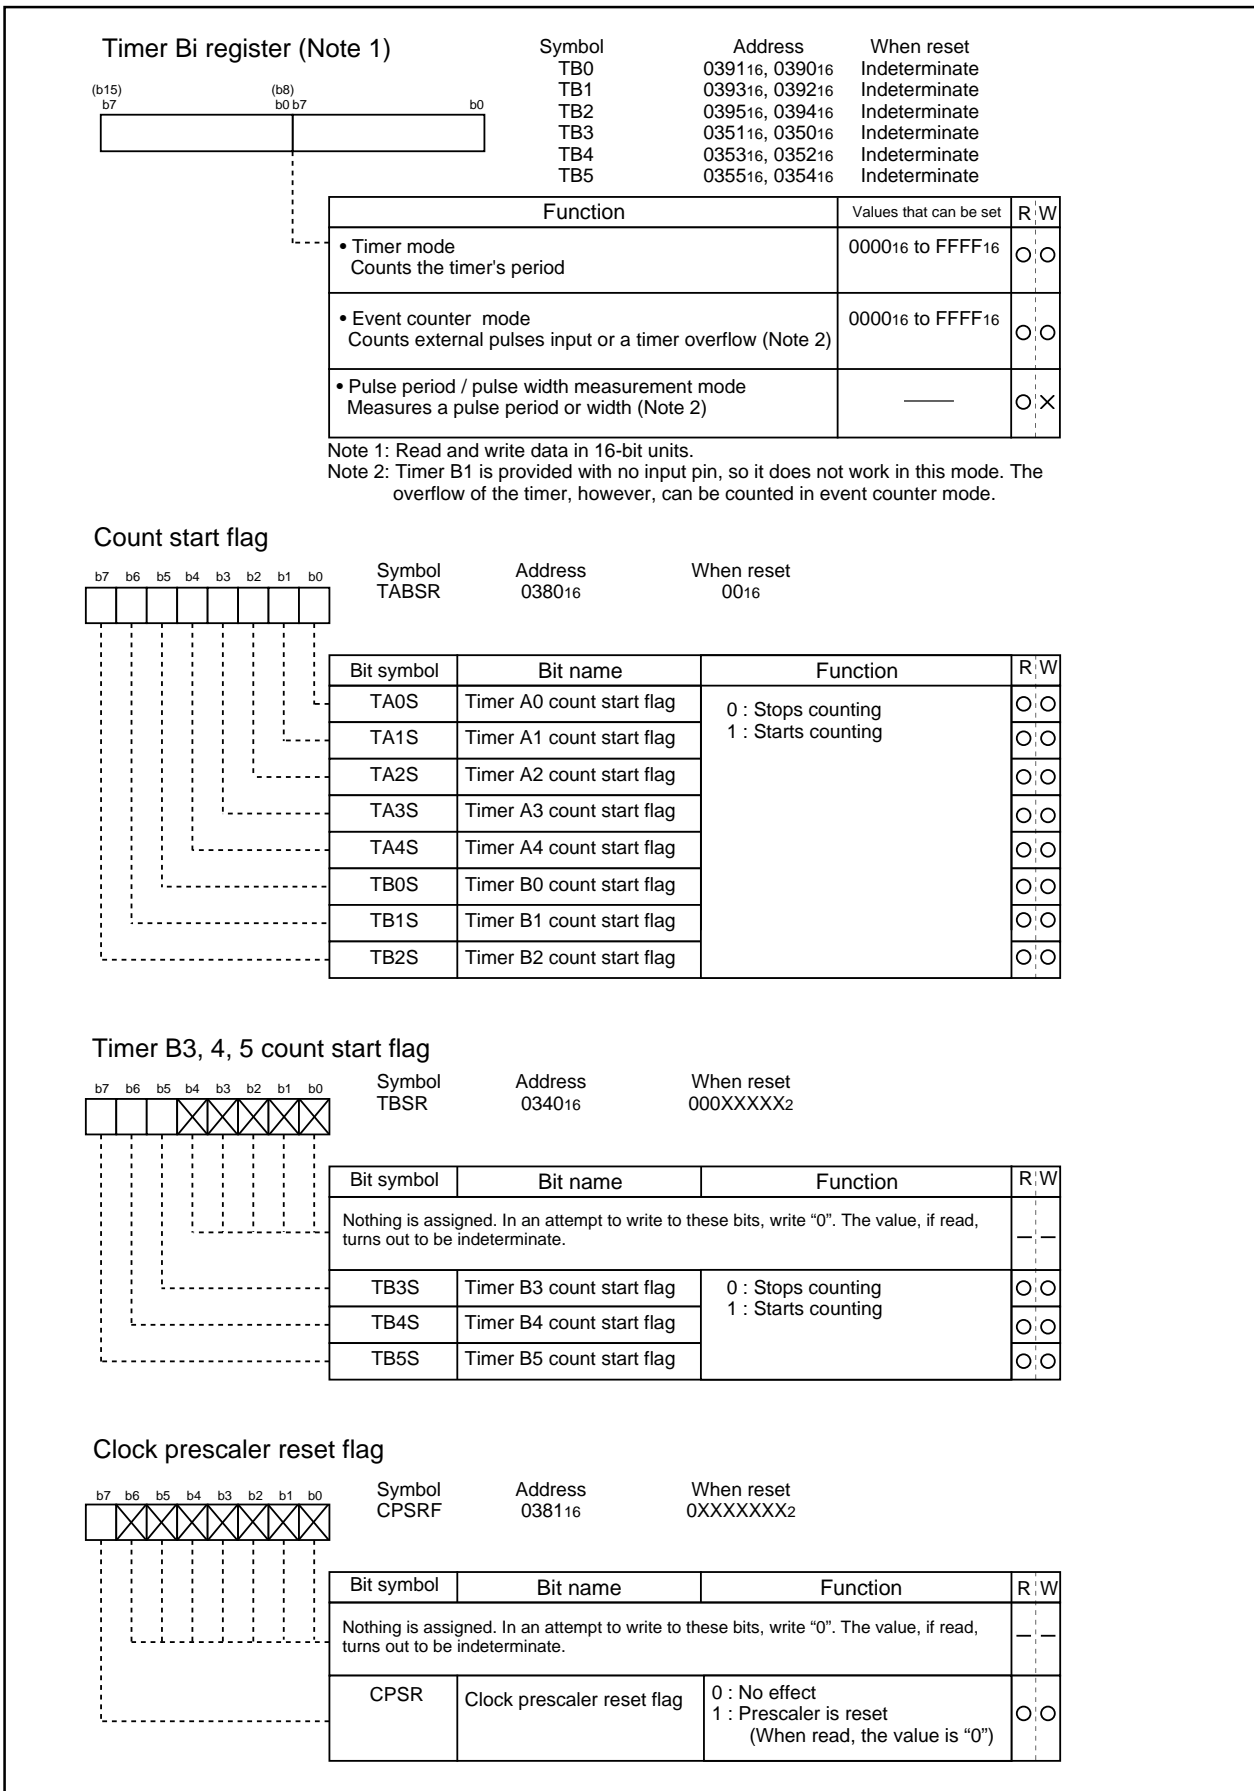 Timer Bi register (Note 1)
Symbol Address When reset
TB0 039116, 039016 Indeterminate
TB1 039316, 039216 Indeterminate
TB2 039516, 039416 Indeterminate
TB3 035116, 035016 Indeterminate
TB4 035316, 035216 Indeterminate
TB5 035516, 035416 Indeterminate
(b15) (b8)
b7 b0 b7 b0
Function Values that can be set R W
• Timer mode 000016 to FFFF16
Counts the timer's period
• Event counter mode 000016 to FFFF16
Counts external pulses input or a timer overflow (Note 2)
• Pulse period / pulse width measurement mode
Measures a pulse period or width (Note 2)
Note 1: Read and write data in 16-bit units.
Note 2: Timer B1 is provided with no input pin, so it does not work in this mode. The
overflow of the timer, however, can be counted in event counter mode.
Count start flag
b7 b6 b5 b4 b3 b2 b1 b0
Symbol Address When reset
TABSR 038016 0016
Bit symbol Bit name Function R W
TA0S Timer A0 count start flag 0 : Stops counting
TA1S Timer A1 count start flag 1 : Starts counting
TA2S Timer A2 count start flag
TA3S Timer A3 count start flag
TA4S Timer A4 count start flag
TB0S Timer B0 count start flag
TB1S Timer B1 count start flag
TB2S Timer B2 count start flag
Timer B3, 4, 5 count start flag
b7 b6 b5 b4 b3 b2 b1 b0
Symbol Address When reset
TBSR 034016 000XXXXX2
Bit symbol Bit name Function R W
Nothing is assigned. In an attempt to write to these bits, write “0”. The value, if read,
turns out to be indeterminate.
TB3S Timer B3 count start flag 0 : Stops counting
TB4S Timer B4 count start flag 1 : Starts counting
TB5S Timer B5 count start flag
Clock prescaler reset flag
b7 b6 b5 b4 b3 b2 b1 b0
Symbol Address When reset
CPSRF 038116 0XXXXXXX2
Bit symbol Bit name Function R W
Nothing is assigned. In an attempt to write to these bits, write “0”. The value, if read,
turns out to be indeterminate.
CPSR Clock prescaler reset flag 0 : No effect
1 : Prescaler is reset
(When read, the value is “0”)